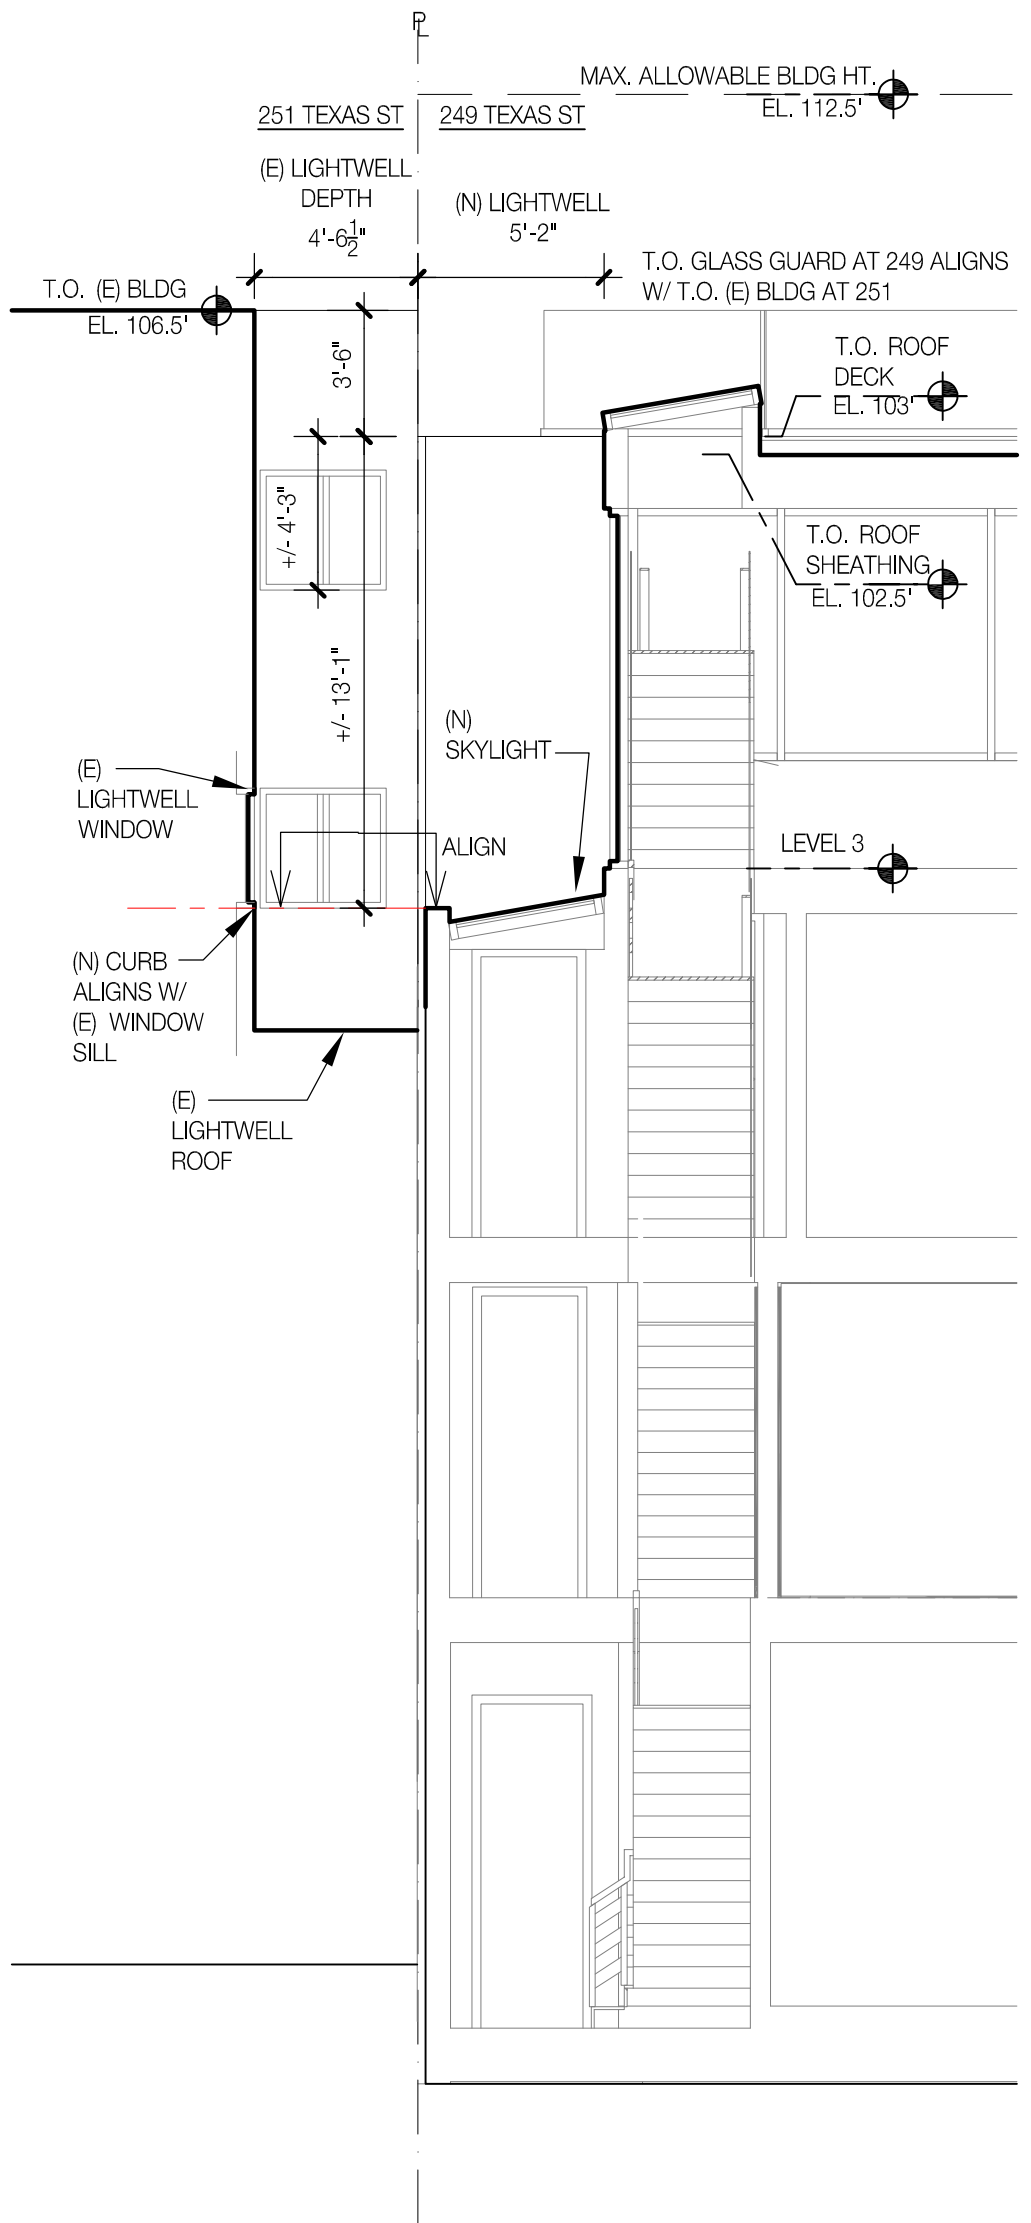 PL
MAX. ALLOWABLE BLDG HT.
EL. 112.5'
251 TEXAS ST
249 TEXAS ST
(E) LIGHTWELL
DEPTH
4'-6 1/2"
(N) LIGHTWELL
5'-2"
T.O. GLASS GUARD AT 249 ALIGNS
W/ T.O. (E) BLDG AT 251
T.O. (E) BLDG
EL. 106.5'
3'-6"
T.O. ROOF
DECK
EL. 103'
+/- 4'-3"
T.O. ROOF
SHEATHING
EL. 102.5'
+/- 13'-1"
(N)
SKYLIGHT
(E)
LIGHTWELL
WINDOW
ALIGN
LEVEL 3
(N) CURB
ALIGNS W/
(E) WINDOW
SILL
(E)
LIGHTWELL
ROOF